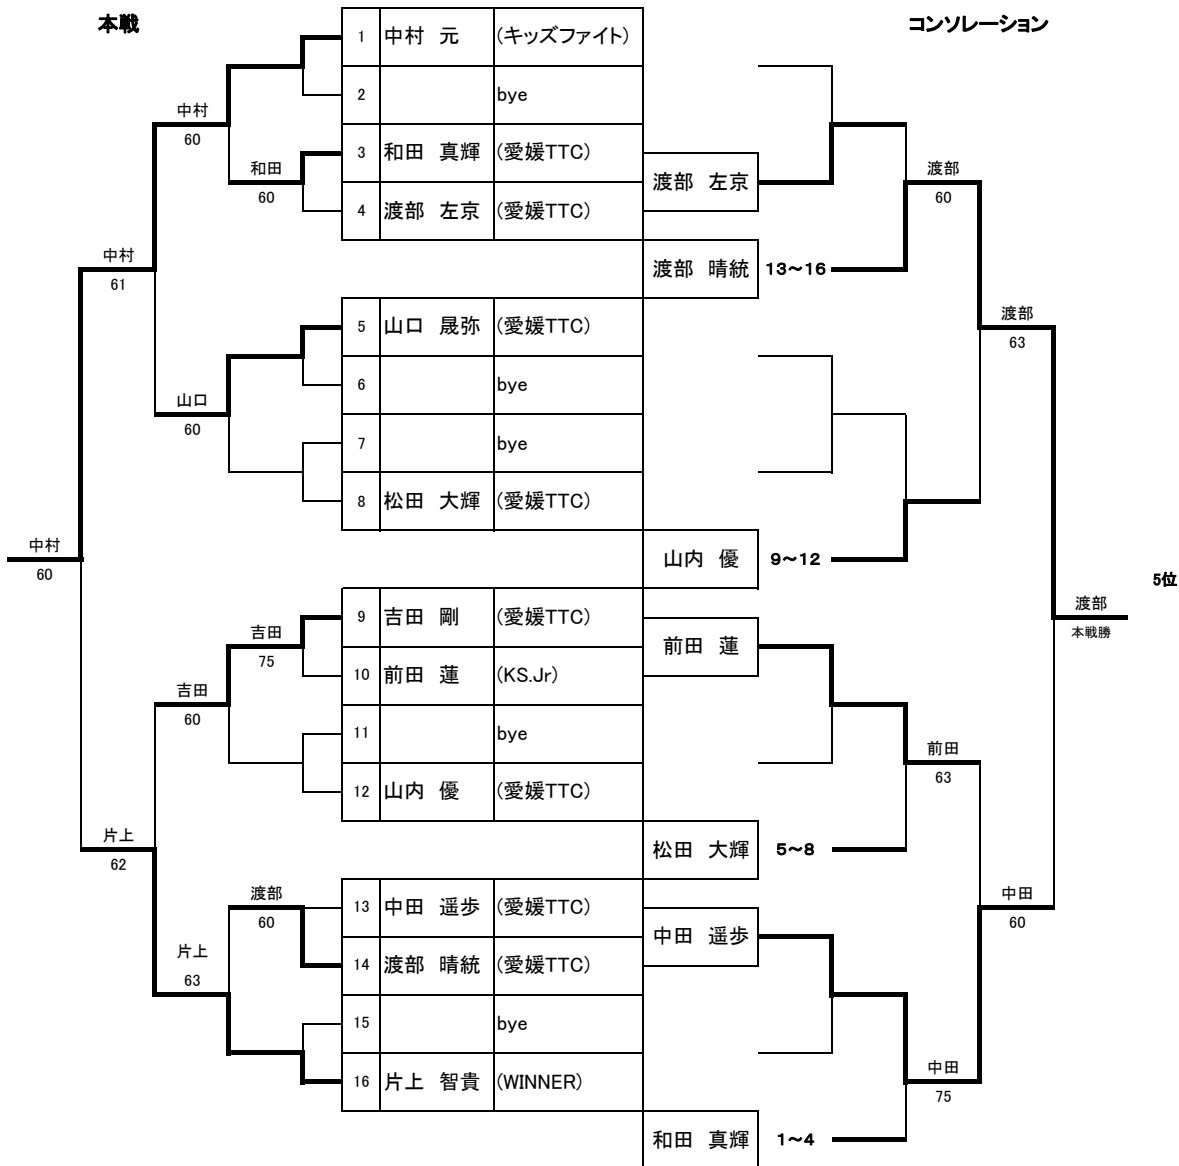 本戦
コンソレーション
1 中村 元 (キッズファイト)
2 bye
中村
60
3 和田 真輝 (愛媛TTC)
和田
60
渡部 左京
渡部
60
4 渡部 左京 (愛媛TTC)
中村
61
渡部 晴統 13~16
5 山口 晟弥 (愛媛TTC)
渡部
63
6 bye
山口
60
7 bye
8 松田 大輝 (愛媛TTC)
中村
60
山内 優 9~12
5位
9 吉田 剛 (愛媛TTC)
吉田
75
前田 蓮
渡部
本戦勝
10 前田 蓮 (KS.Jr)
吉田
60
11 bye
前田
63
12 山内 優 (愛媛TTC)
片上
62
松田 大輝 5~8
渡部
60
13 中田 遥歩 (愛媛TTC)
中田
60
中田 遥歩
片上
63
14 渡部 晴統 (愛媛TTC)
15 bye
中田
75
16 片上 智貴 (WINNER)
和田 真輝 1~4